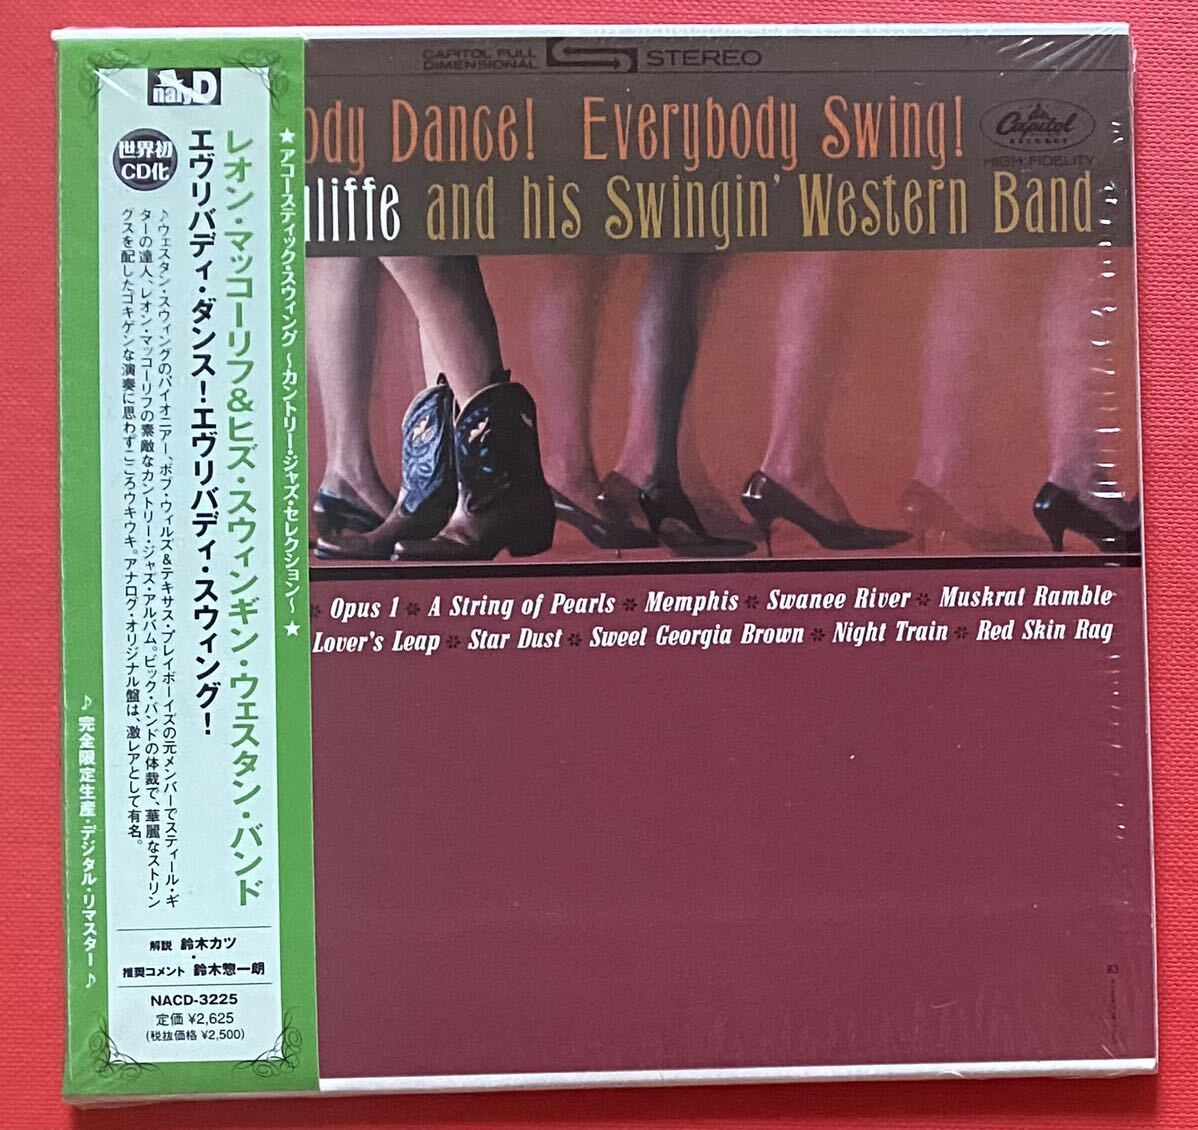 nalyD
世界初
CD化
★ アコースティック・スウィング ～カントリー・ジャズ・セレクション～ ★
レオン・マッコーリフ&ヒズ・スウィンギン・ウェスタン・バンド
エヴリバディ・ダンス!エヴリバディ・スウィング!
♪ウェスタン・スウィングのパイオニアー、ボブ・ウィルズ&テキサス・プレイボーイズの元メンバーでスティール・ギ
ターの達人、レオン・マッコーリフの素敵なカントリー・ジャズ・アルバム。ビック・バンドの体裁で、華麗なストリン
グスを配したゴキゲンな演奏に思わずこころウキウキ。アナログ・オリジナル盤は、激レアとして有名。
♪ 完全限定生産・デジタル・リマスター ♪
解説 鈴木カツ
・
推奨コメント 鈴木惣一朗
NACD-3225
定価 ¥2,625
(税抜価格 ¥2,500)
CAPITOL FULL
DIMENSIONAL
STEREO
ody Dance! Everybody Swing!
Capitol
RECORDS
HIGH FIDELITY
liffe and his Swingin' Western Band
Opus 1 * A String of Pearls * Memphis * Swanee River * Muskrat Ramble
Lover's Leap * Star Dust * Sweet Georgia Brown * Night Train * Red Skin Rag